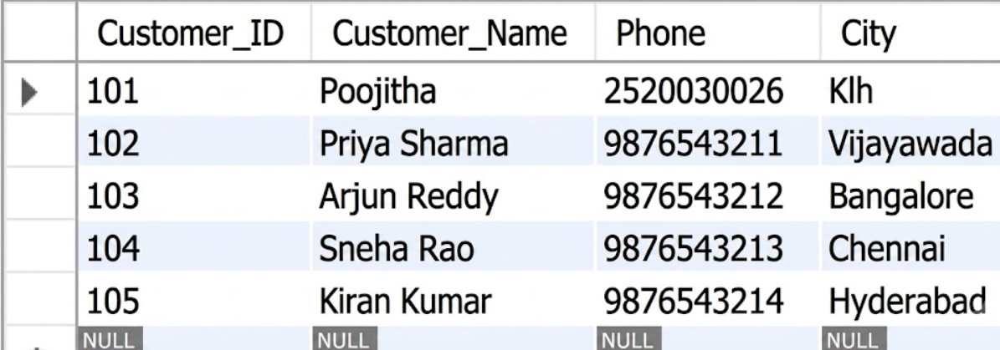 Customer_ID Customer_Name Phone City
101 Poojitha 2520030026 Klh
102 Priya Sharma 9876543211 Vijayawada
103 Arjun Reddy 9876543212 Bangalore
104 Sneha Rao 9876543213 Chennai
105 Kiran Kumar 9876543214 Hyderabad
NULL NULL NULL NULL